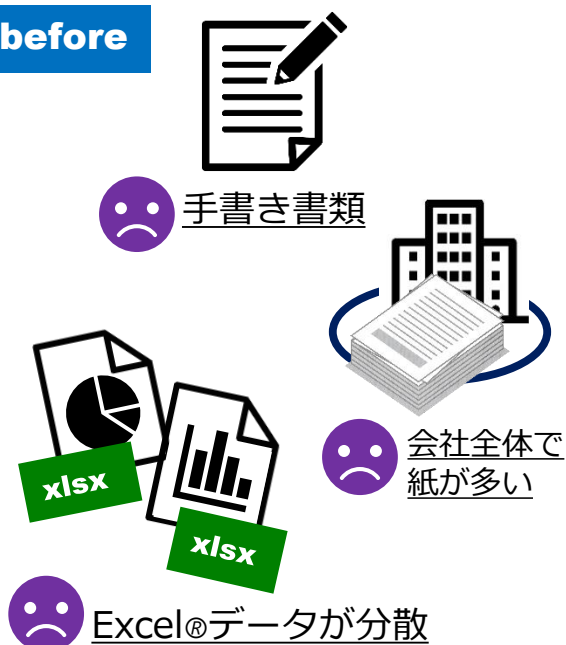 before
手書き書類
会社全体で
紙が多い
xlsx
xlsx
Excel®データが分散